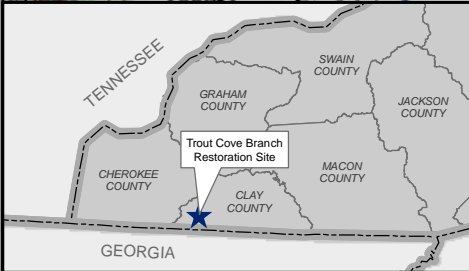 TENNESSEE
SWAIN
COUNTY
GRAHAM
COUNTY
JACKSON
COUNTY
Trout Cove Branch
Restoration Site
MACON
COUNTY
CHEROKEE
COUNTY
CLAY
COUNTY
GEORGIA